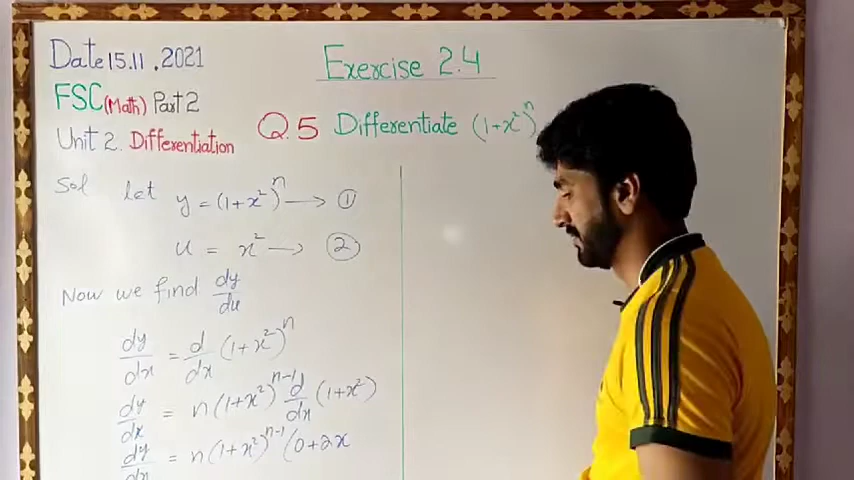 Date 15.11.2021
Exercise 2.4
FSC (Math) Part 2
Unit 2. Differentiation
Q.5 Differentiate (1+x²)ⁿ
Sol let y = (1+x²)ⁿ → ①
u = x² → ②
Now we find dy/du
dy/dx = d/dx (1+x²)ⁿ
dy/dx = n(1+x²)ⁿ⁻¹ d/dx (1+x²)
dy/dx = n(1+x²)ⁿ⁻¹ (0+2x